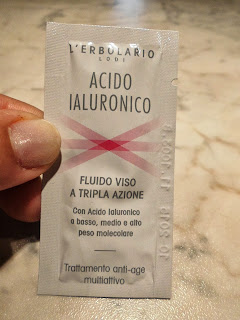 L'ERBOLARIO
LODI
ACIDO
IALURONICO
FLUIDO VISO
A TRIPLA AZIONE
Con Acido Ialuronico
a basso, medio e alto
peso molecolare
Trattamento anti-age
multiattivo